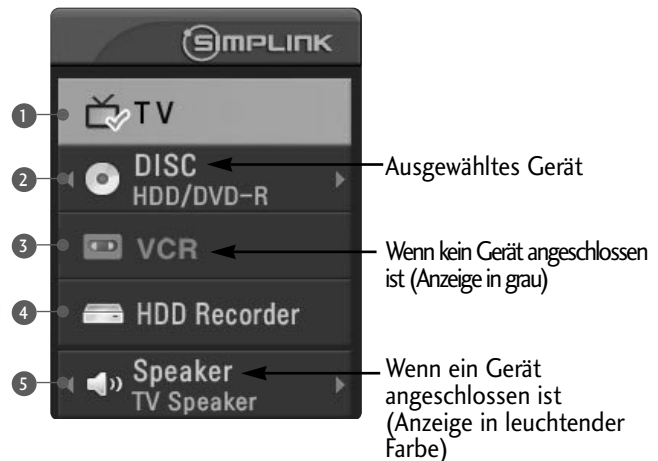 SIMPLINK
1 TV
2 DISC
HDD/DVD-R
Ausgewähltes Gerät
3 VCR
Wenn kein Gerät angeschlossen
ist (Anzeige in grau)
4 HDD Recorder
5 Speaker
TV Speaker
Wenn ein Gerät
angeschlossen ist
(Anzeige in leuchtender
Farbe)